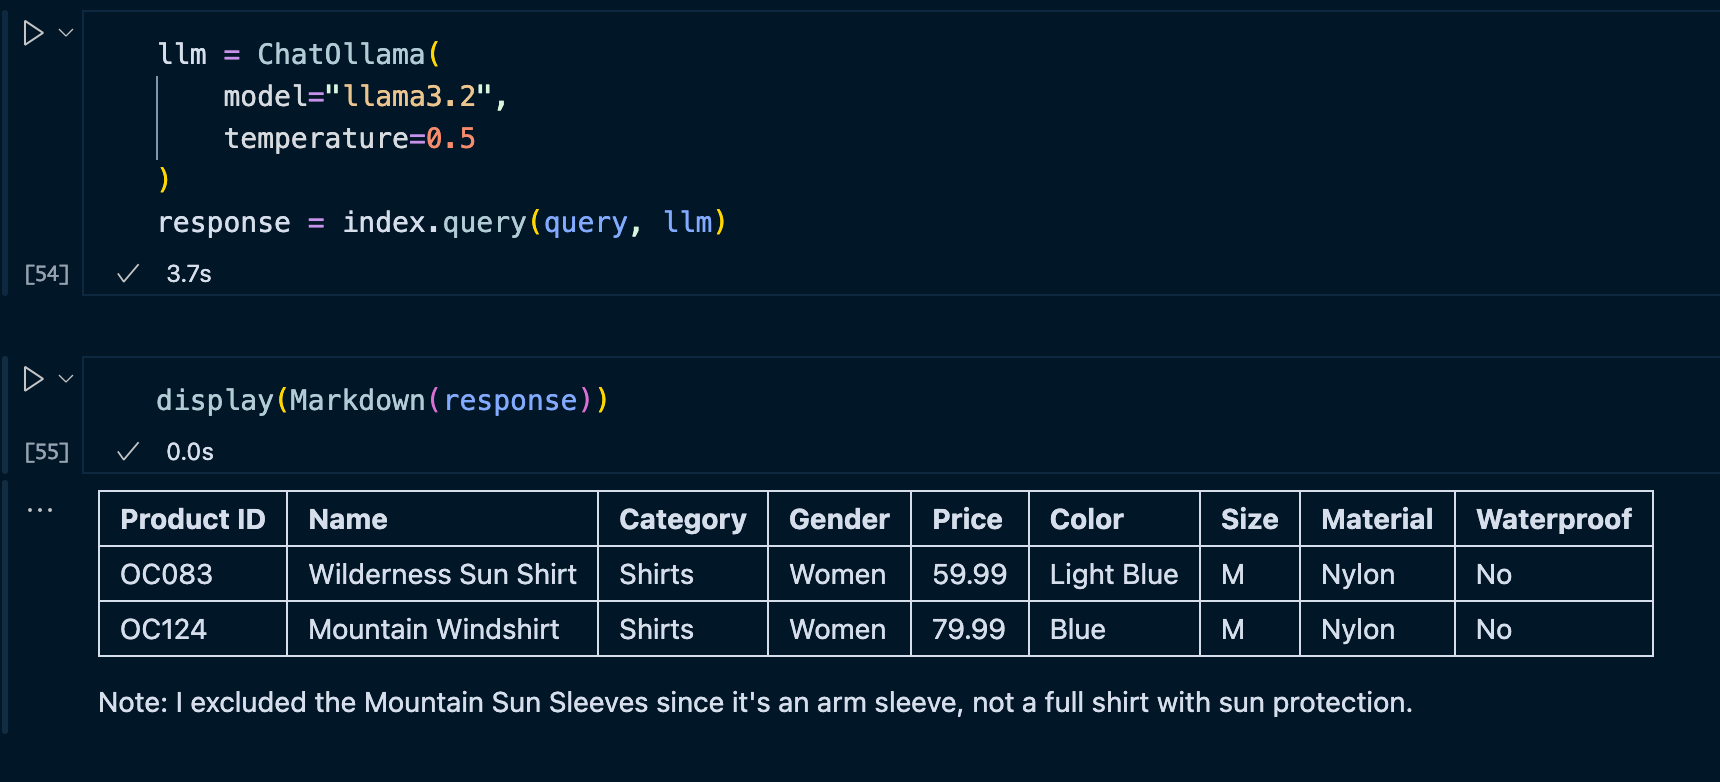 llm = ChatOllama(
    model="llama3.2",
    temperature=0.5
)
response = index.query(query, llm)
[54] ✓ 3.7s
display(Markdown(response))
[55] ✓ 0.0s
Product ID Name Category Gender Price Color Size Material Waterproof
OC083 Wilderness Sun Shirt Shirts Women 59.99 Light Blue M Nylon No
OC124 Mountain Windshirt Shirts Women 79.99 Blue M Nylon No
Note: I excluded the Mountain Sun Sleeves since it's an arm sleeve, not a full shirt with sun protection.